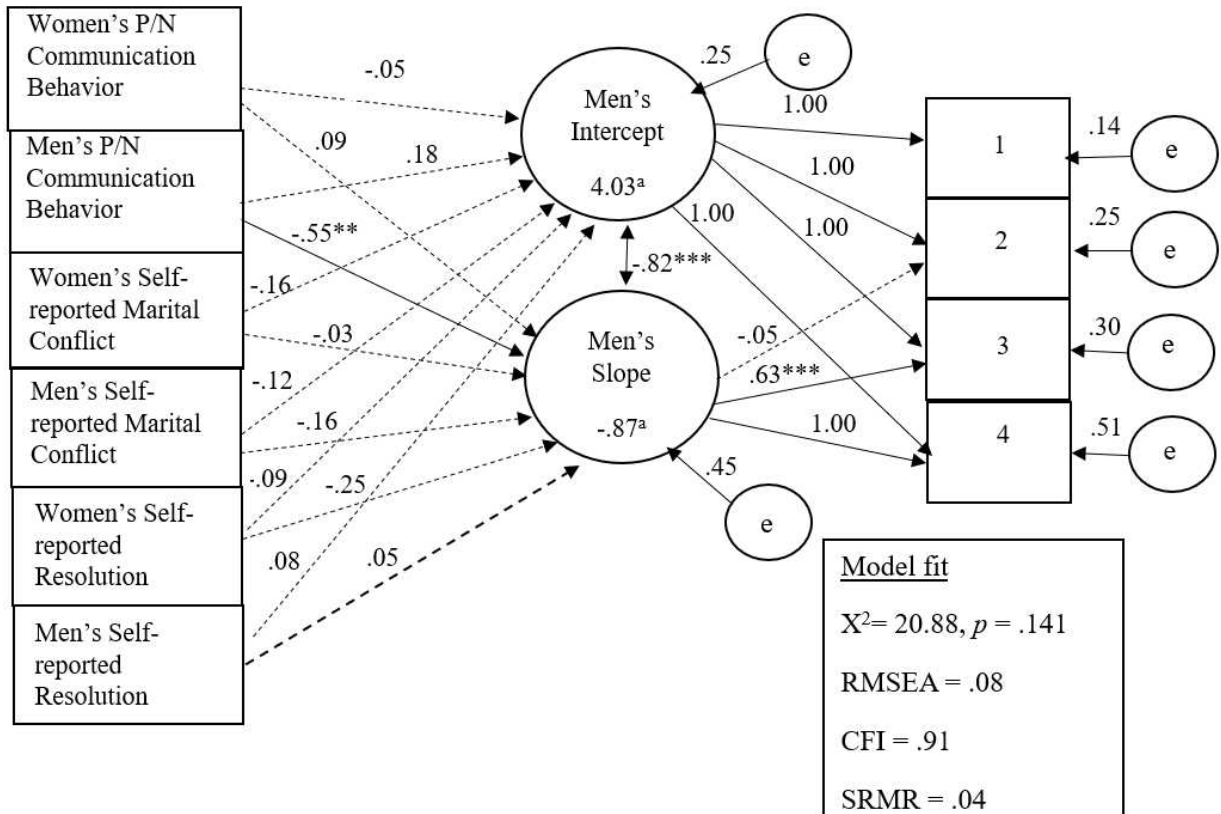 Women’s P/N
Communication
Behavior
Men’s P/N
Communication
Behavior
Women’s Self-
reported Marital
Conflict
Men’s Self-
reported Marital
Conflict
Women’s Self-
reported
Resolution
Men’s Self-
reported
Resolution
-.05
.09
.18
-.55**
-.16
-.03
-.12
-.16
-.09
-.25
.08
.05
Men’s
Intercept
4.03ᵃ
.25
e
-.82***
Men’s
Slope
-.87ᵃ
.45
e
1.00
1.00
1.00
1.00
-.05
.63***
1.00
1
2
3
4
.14
e
.25
e
.30
e
.51
e
Model fit
X²= 20.88, p = .141
RMSEA = .08
CFI = .91
SRMR = .04